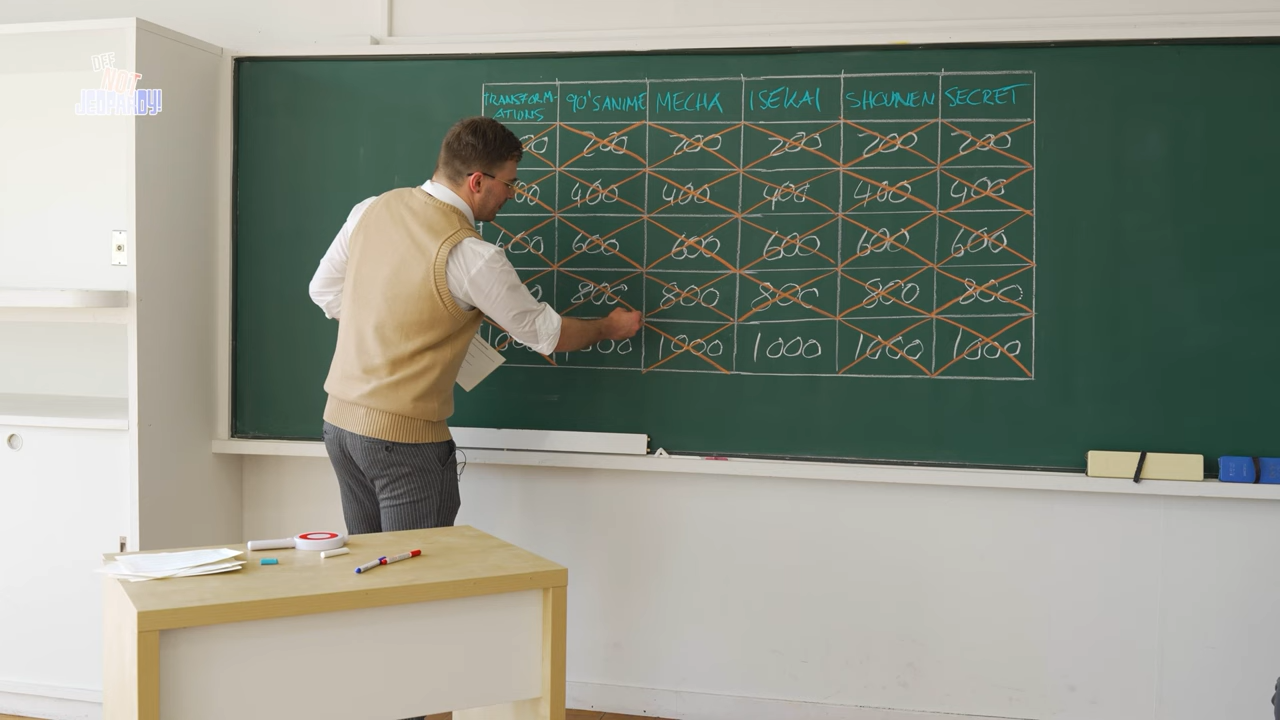 DEF
NOT
JEOPARDY!
TRANSFORM-
ATIONS
90'S ANIME
MECHA
ISEKAI
SHOUNEN
SECRET
200 200 200 200 200
400 400 400 400 400
600 600 600 600 600 600
800 800 800 800 800
1000 1000 1000 1000